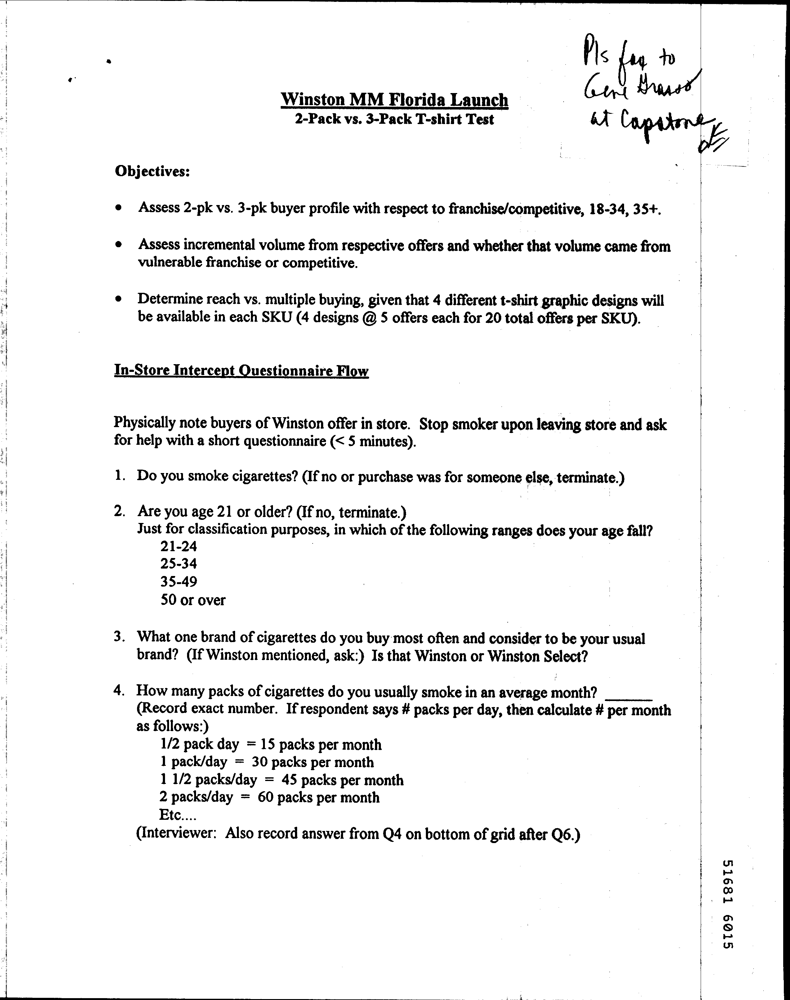 Pls fax to
Gene Grasso
at Capstone
Winston MM Florida Launch
2-Pack vs. 3-Pack T-shirt Test
Objectives:
• Assess 2-pk vs. 3-pk buyer profile with respect to franchise/competitive, 18-34, 35+.
• Assess incremental volume from respective offers and whether that volume came from
vulnerable franchise or competitive.
• Determine reach vs. multiple buying, given that 4 different t-shirt graphic designs will
be available in each SKU (4 designs @ 5 offers each for 20 total offers per SKU).
In-Store Intercept Questionnaire Flow
Physically note buyers of Winston offer in store. Stop smoker upon leaving store and ask
for help with a short questionnaire (< 5 minutes).
1. Do you smoke cigarettes? (If no or purchase was for someone else, terminate.)
2. Are you age 21 or older? (If no, terminate.)
Just for classification purposes, in which of the following ranges does your age fall?
21-24
25-34
35-49
50 or over
3. What one brand of cigarettes do you buy most often and consider to be your usual
brand? (If Winston mentioned, ask:) Is that Winston or Winston Select?
4. How many packs of cigarettes do you usually smoke in an average month? ______
(Record exact number. If respondent says # packs per day, then calculate # per month
as follows:)
1/2 pack day = 15 packs per month
1 pack/day = 30 packs per month
1 1/2 packs/day = 45 packs per month
2 packs/day = 60 packs per month
Etc....
(Interviewer: Also record answer from Q4 on bottom of grid after Q6.)
51681 6015